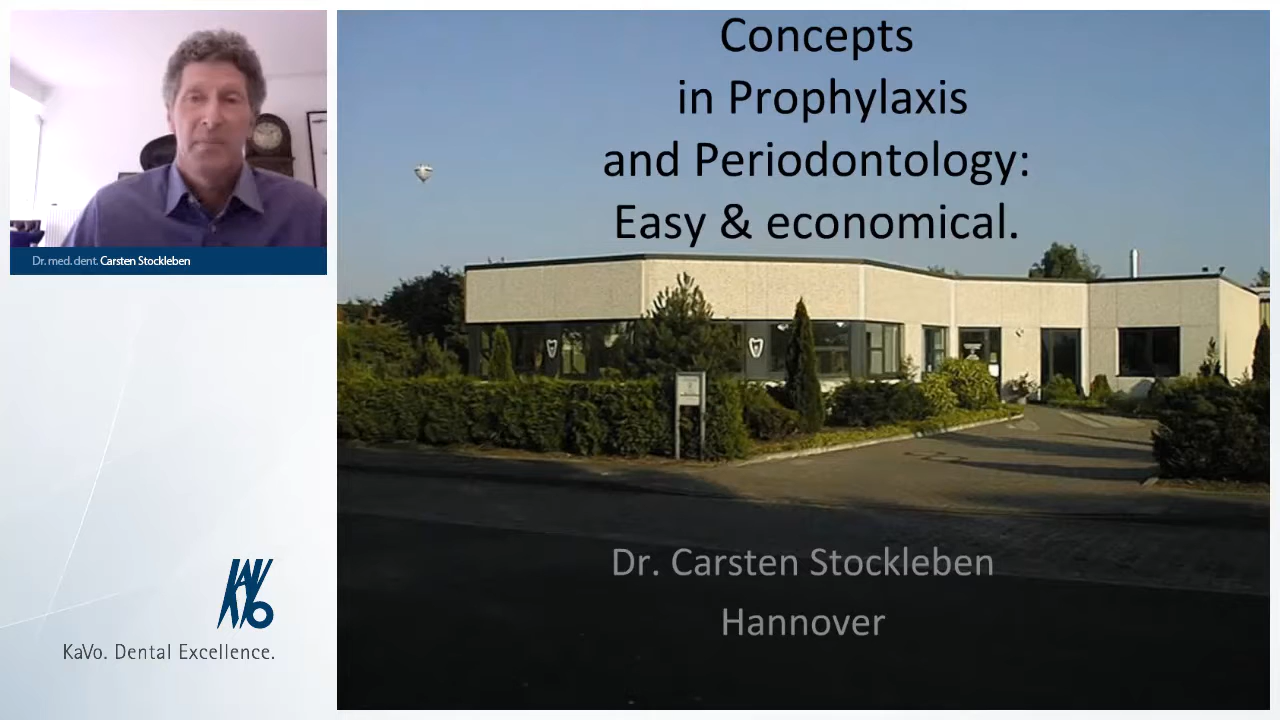 Dr. med. dent. Carsten Stockleben
KAVO
KaVo. Dental Excellence.
Concepts
in Prophylaxis
and Periodontology:
Easy & economical.
Dr. Carsten Stockleben
Hannover